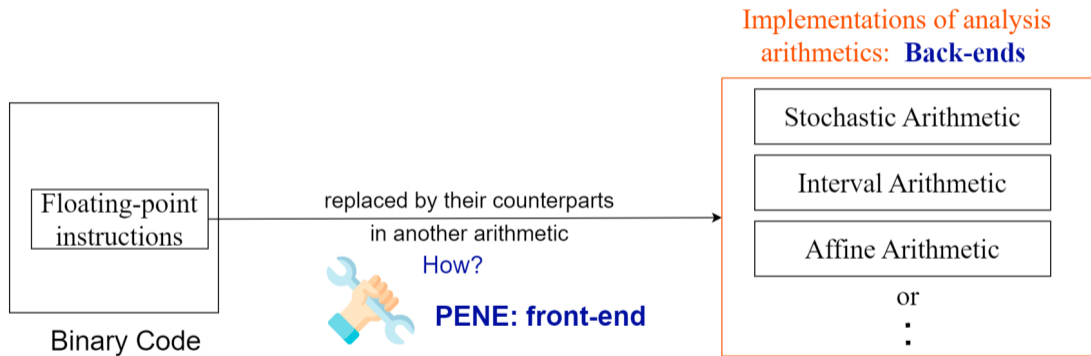 Implementations of analysis
arithmetics: Back-ends
Floating-point
instructions
Binary Code
replaced by their counterparts
in another arithmetic
How?
PENE: front-end
Stochastic Arithmetic
Interval Arithmetic
Affine Arithmetic
or
: